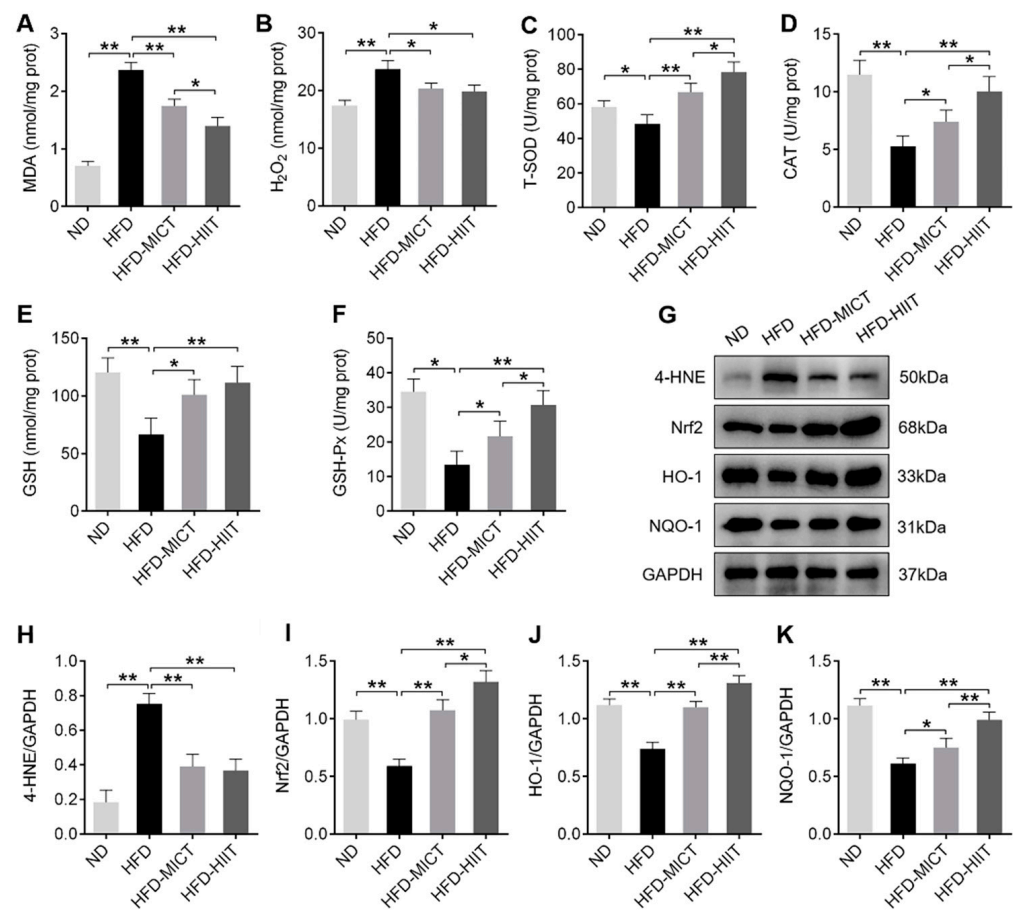 A
MDA (nmol/mg prot)
3
2
1
0
** ** **
*
ND
HFD
HFD-MICT
HFD-HIIT
B
H₂O₂ (nmol/mg prot)
30
20
10
0
** * *
ND
HFD
HFD-MICT
HFD-HIIT
C
T-SOD (U/mg prot)
100
80
60
40
20
0
**
* ** *
ND
HFD
HFD-MICT
HFD-HIIT
D
CAT (U/mg prot)
15
10
5
0
** **
* *
ND
HFD
HFD-MICT
HFD-HIIT
E
GSH (nmol/mg prot)
150
100
50
0
** **
*
ND
HFD
HFD-MICT
HFD-HIIT
F
GSH-Px (U/mg prot)
50
40
30
20
10
0
* **
* *
ND
HFD
HFD-MICT
HFD-HIIT
G
ND HFD HFD-MICT HFD-HIIT
4-HNE 50kDa
Nrf2 68kDa
HO-1 33kDa
NQO-1 31kDa
GAPDH 37kDa
H
4-HNE/GAPDH
1.0
0.8
0.6
0.4
0.2
0.0
**
** **
ND
HFD
HFD-MICT
HFD-HIIT
I
Nrf2/GAPDH
1.5
1.0
0.5
0.0
**
*
** **
ND
HFD
HFD-MICT
HFD-HIIT
J
HO-1/GAPDH
1.5
1.0
0.5
0.0
**
**
** **
ND
HFD
HFD-MICT
HFD-HIIT
K
NQO-1/GAPDH
1.5
1.0
0.5
0.0
** **
**
*
ND
HFD
HFD-MICT
HFD-HIIT